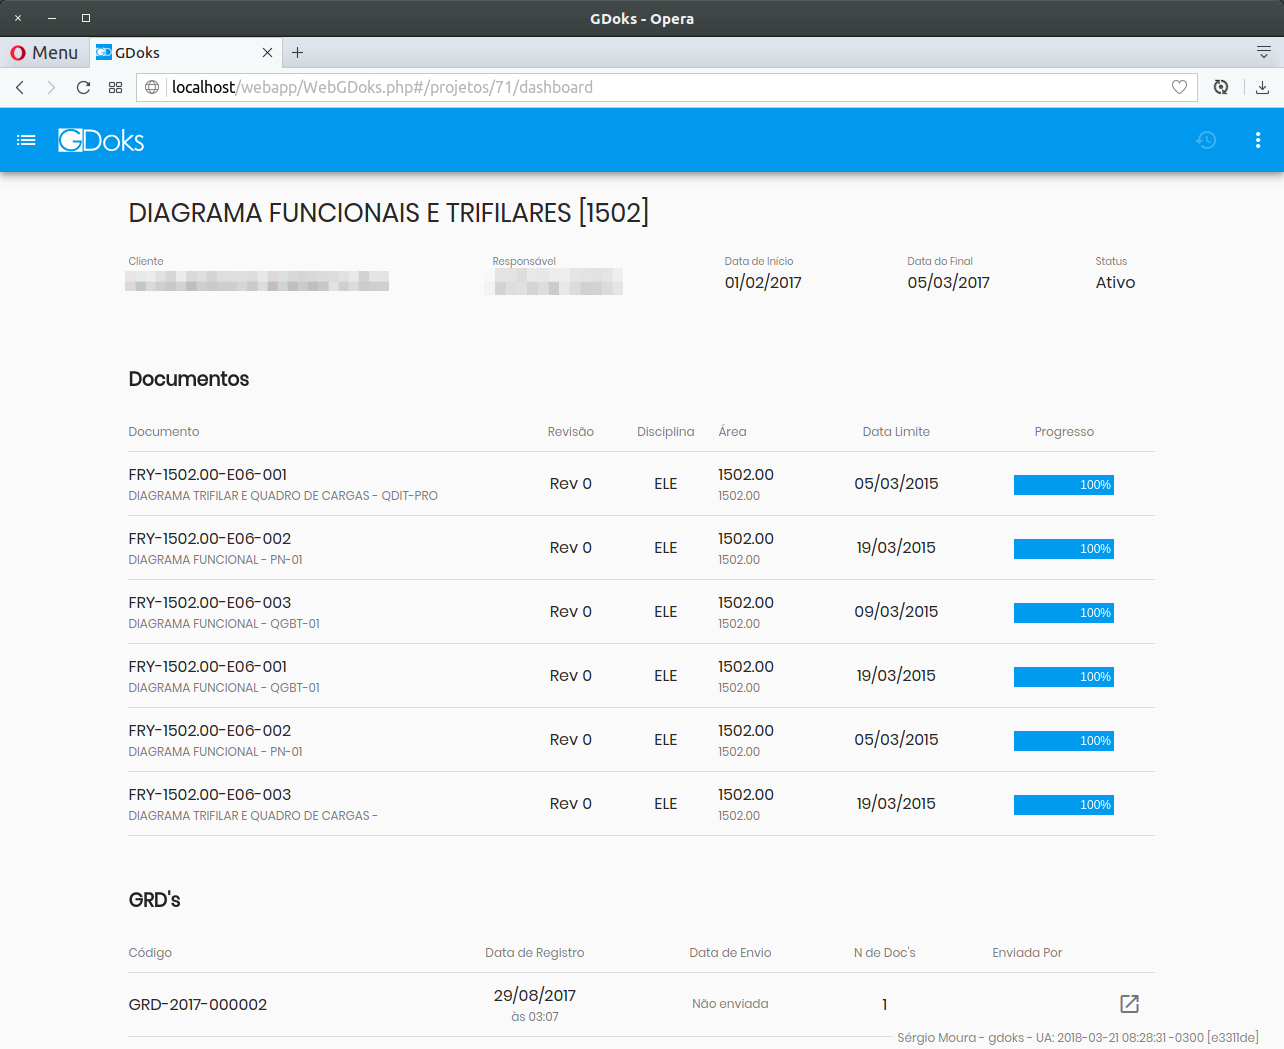 GDoks - Opera
Menu
GDoks
localhost/webapp/WebGDoks.php#/projetos/71/dashboard
GDoks
DIAGRAMA FUNCIONAIS E TRIFILARES [1502]
Cliente Responsável Data de Início Data do Final Status
01/02/2017 05/03/2017 Ativo
Documentos
Documento Revisão Disciplina Área Data Limite Progresso
FRY-1502.00-E06-001 Rev 0 ELE 1502.00 05/03/2015 100%
DIAGRAMA TRIFILAR E QUADRO DE CARGAS - QDIT-PRO 1502.00
FRY-1502.00-E06-002 Rev 0 ELE 1502.00 19/03/2015 100%
DIAGRAMA FUNCIONAL - PN-01 1502.00
FRY-1502.00-E06-003 Rev 0 ELE 1502.00 09/03/2015 100%
DIAGRAMA FUNCIONAL - QGBT-01 1502.00
FRY-1502.00-E06-001 Rev 0 ELE 1502.00 19/03/2015 100%
DIAGRAMA FUNCIONAL - QGBT-01 1502.00
FRY-1502.00-E06-002 Rev 0 ELE 1502.00 05/03/2015 100%
DIAGRAMA FUNCIONAL - PN-01 1502.00
FRY-1502.00-E06-003 Rev 0 ELE 1502.00 19/03/2015 100%
DIAGRAMA TRIFILAR E QUADRO DE CARGAS - 1502.00
GRD's
Código Data de Registro Data de Envio N de Doc's Enviada Por
GRD-2017-000002 29/08/2017 Não enviada 1
às 03:07
Sérgio Moura - gdoks - UA: 2018-03-21 08:28:31 -0300 [e3311de]